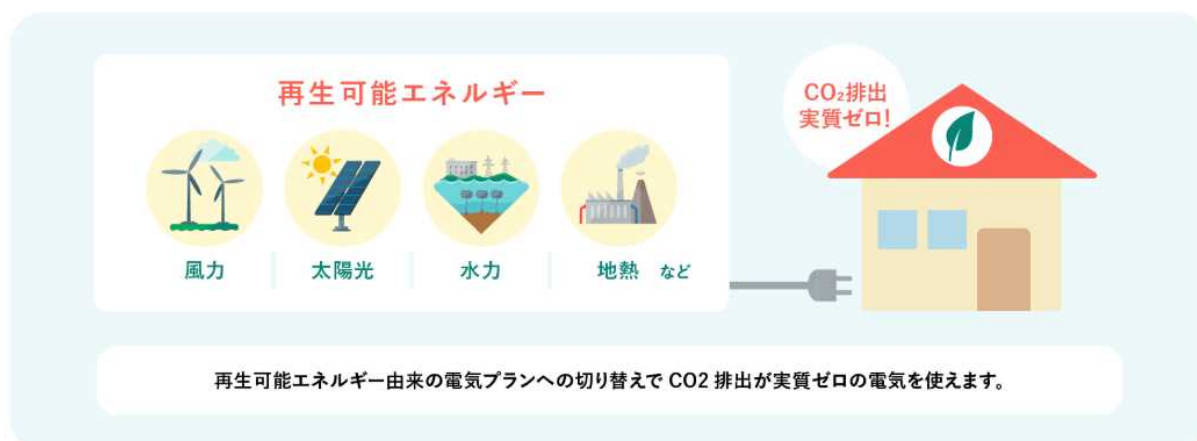 再生可能エネルギー
CO₂排出
実質ゼロ!
風力
太陽光
水力
地熱 など
再生可能エネルギー由来の電気プランへの切り替えで CO2 排出が実質ゼロの電気を使えます。